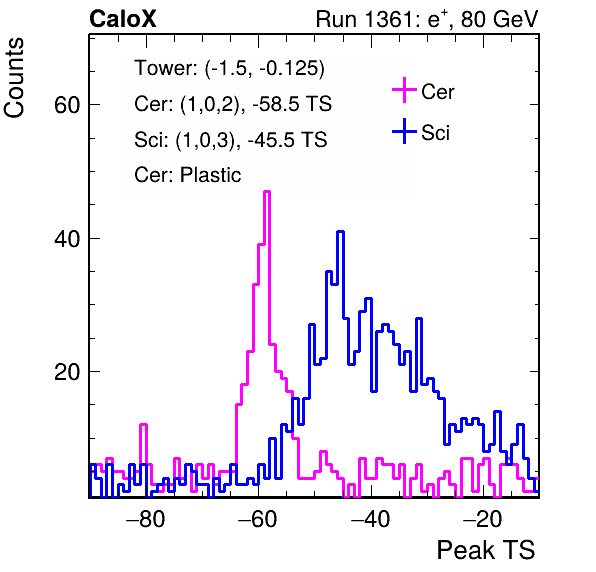 CaloX Run 1361: e⁺, 80 GeV
Counts
Tower: (-1.5, -0.125)
Cer: (1,0,2), -58.5 TS
Sci: (1,0,3), -45.5 TS
Cer: Plastic
Cer
Sci
60
40
20
−80 −60 −40 −20
Peak TS